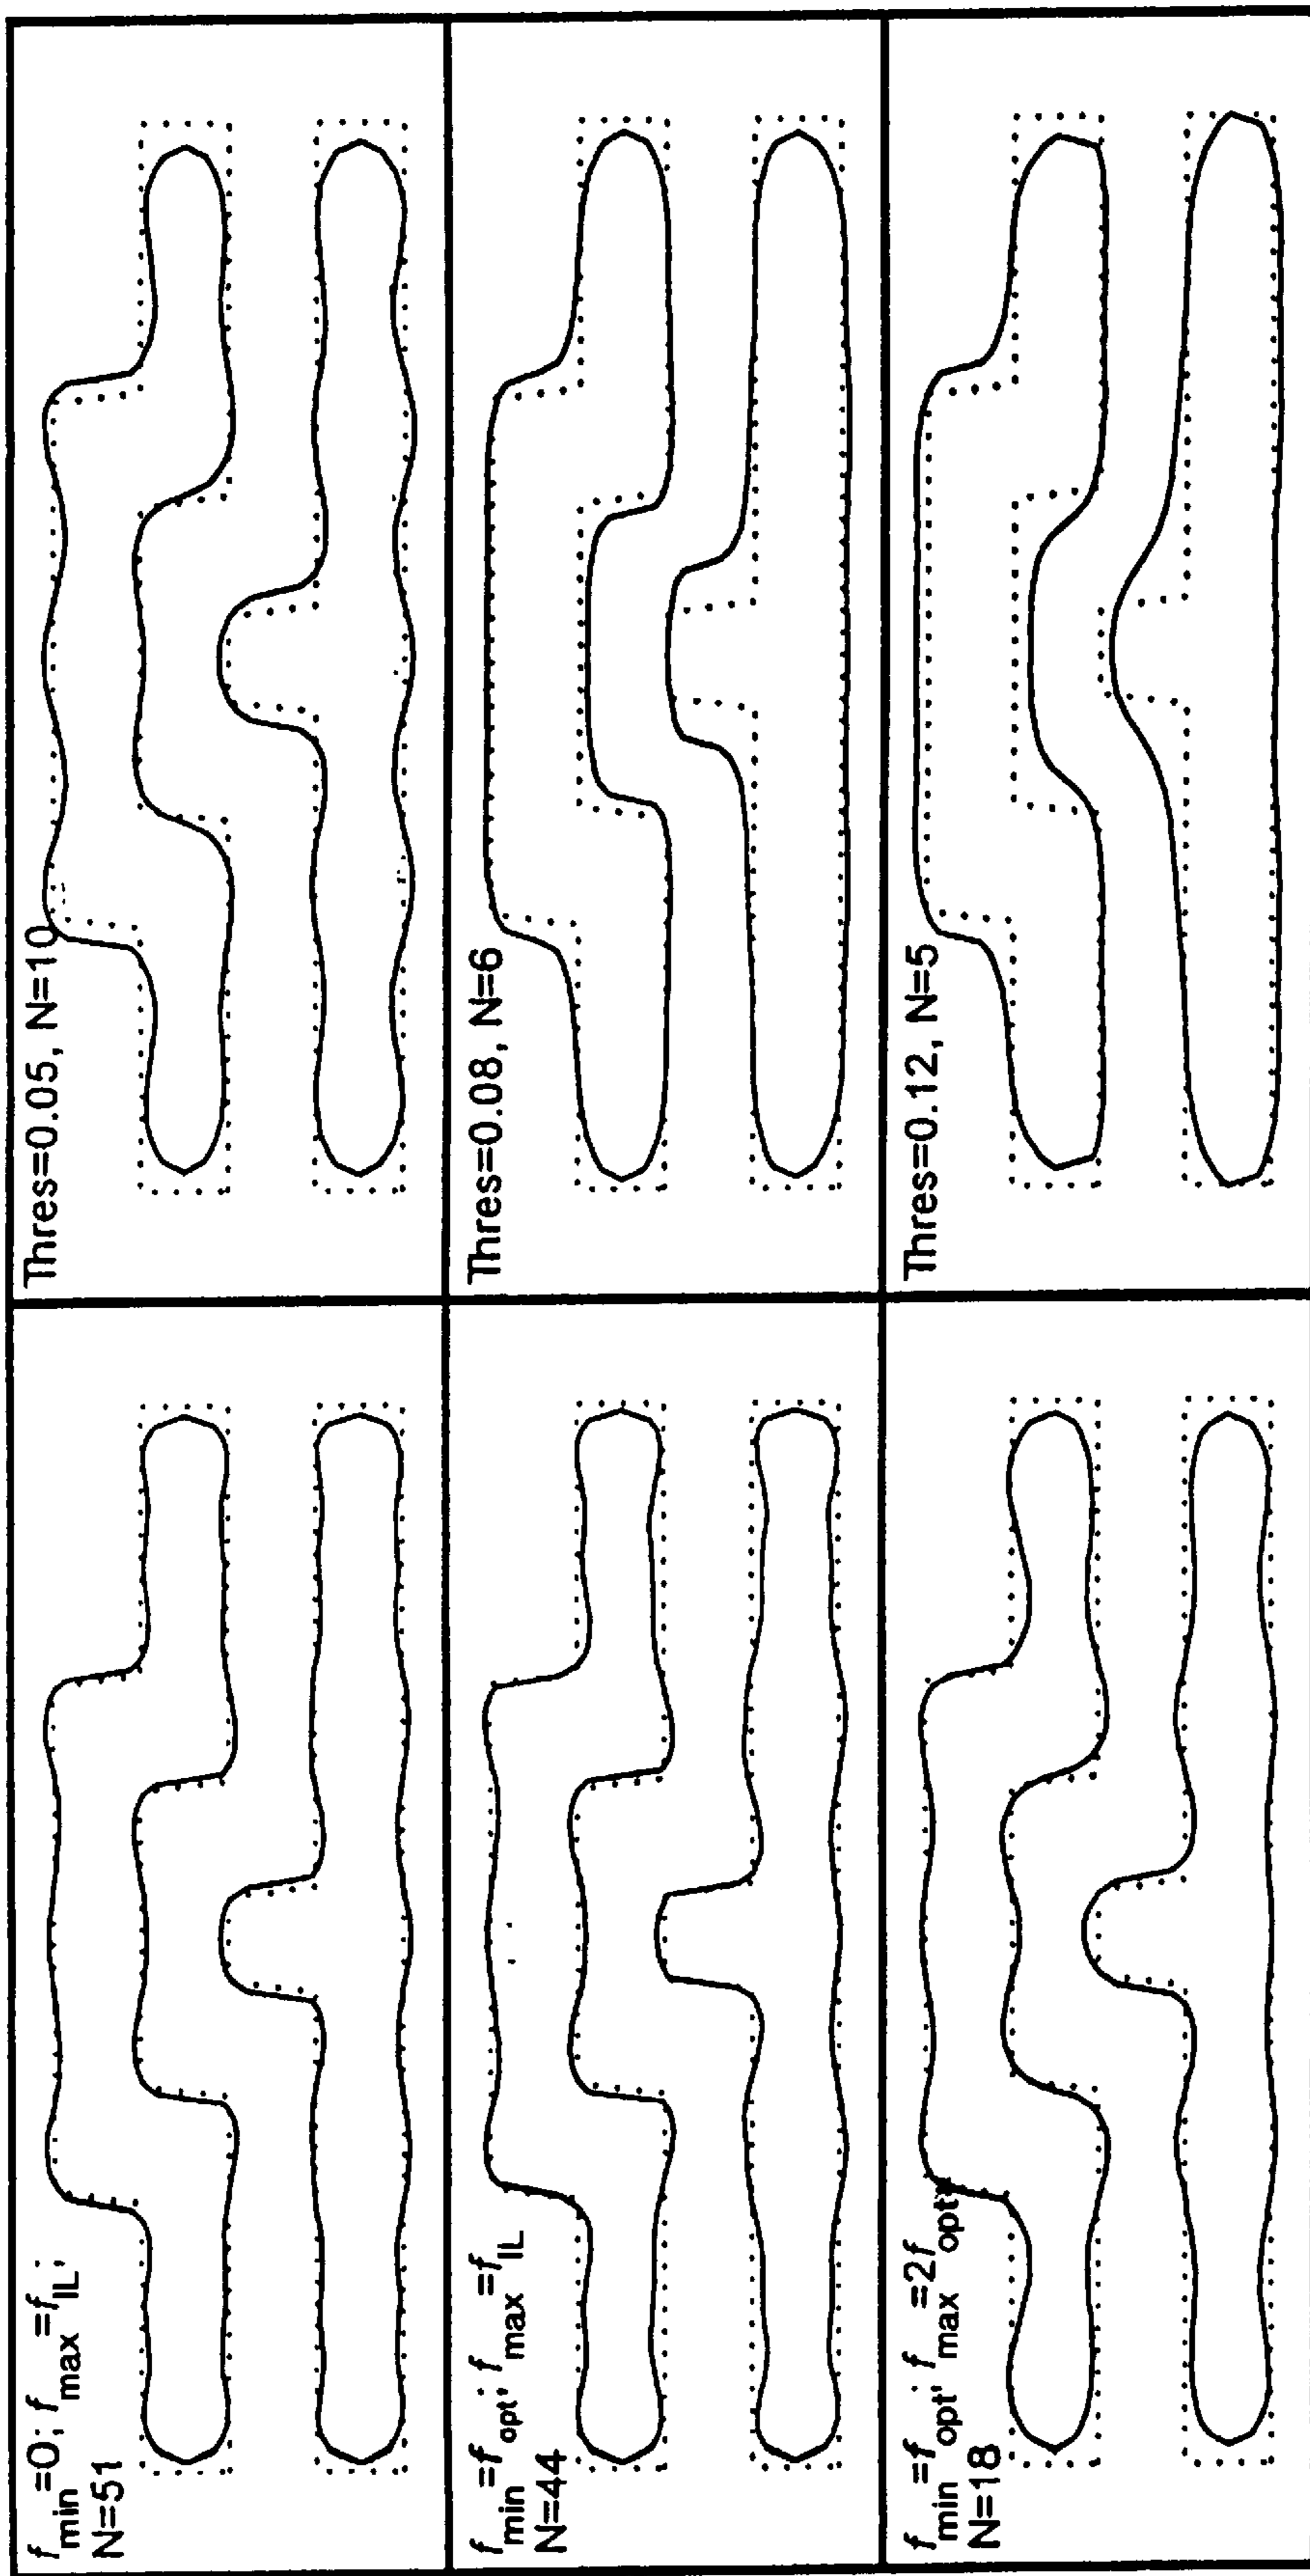 f_min=0; f_max=f_IL;
N=51
Thres=0.05, N=10
f_min=f_opt; f_max=f_IL
N=44
Thres=0.08, N=6
f_min=f_opt; f_max=2f_opt;
N=18
Thres=0.12, N=5